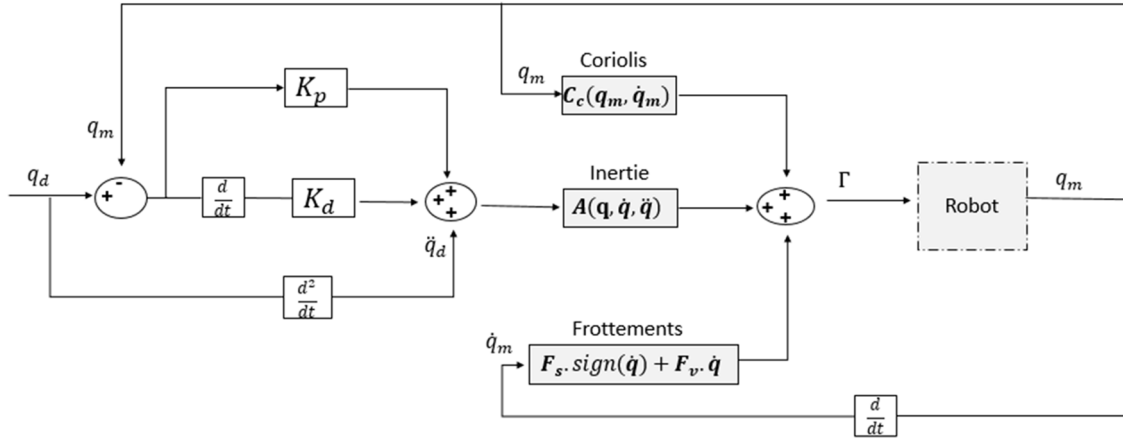 Coriolis
q_m
C_c(q_m, q̇_m)
K_p
q_m
q_d
+ -
d/dt
K_d
+ + +
q̈_d
d²/dt
Inertie
A(q, q̇, q̈)
+ + +
Γ
Robot
q_m
Frottements
q̇_m
F_s.sign(q̇) + F_v.q̇
d/dt